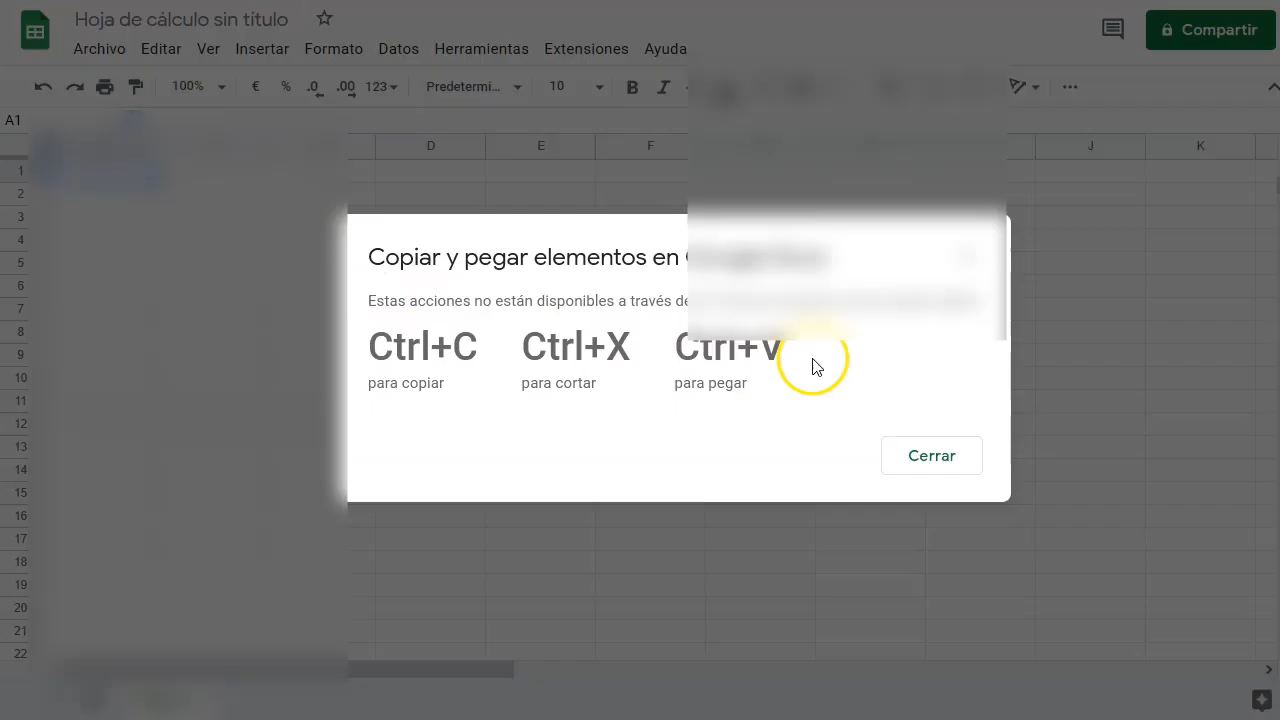 Hoja de cálculo sin título
Archivo Editar Ver Insertar Formato Datos Herramientas Extensiones Ayuda
Compartir
100% € % .0 .00 123 Predetermi... 10 B I
A1
D E F J K
1
2
3
4
5
6
7
8
9
10
11
12
13
14
15
16
17
18
19
20
21
22
Copiar y pegar elementos en
Estas acciones no están disponibles a través de
Ctrl+C Ctrl+X Ctrl+V
para copiar para cortar para pegar
Cerrar